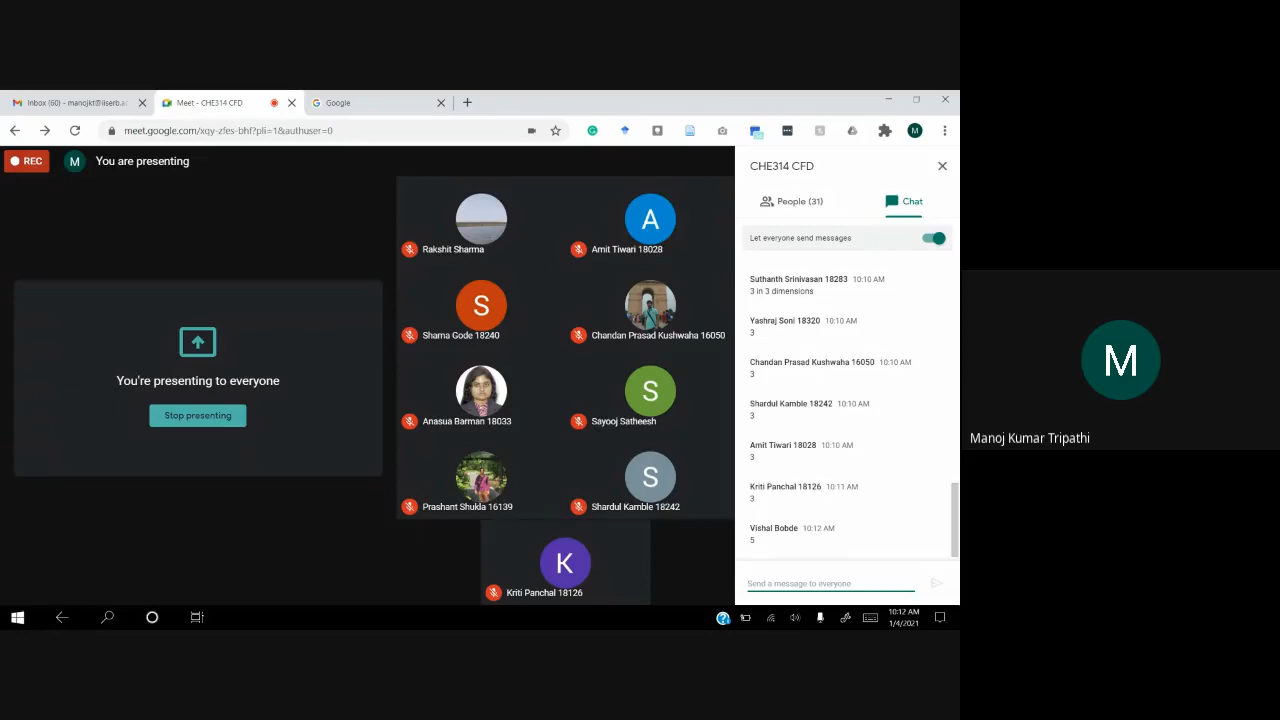 Inbox (60) - manojkt@iiserb.ac
Meet - CHE314 CFD
Google
meet.google.com/xqy-zfes-bhf?pli=1&authuser=0
REC
M
You are presenting
You're presenting to everyone
Stop presenting
Rakshit Sharma
A
Amit Tiwari 18028
S
Shama Gode 18240
Chandan Prasad Kushwaha 16050
Anasua Barman 18033
S
Sayooj Satheesh
Prashant Shukla 16139
S
Shardul Kamble 18242
K
Kriti Panchal 18126
CHE314 CFD
People (31)
Chat
Let everyone send messages
Suthanth Srinivasan 18283 10:10 AM
3 in 3 dimensions
Yashraj Soni 18320 10:10 AM
3
Chandan Prasad Kushwaha 16050 10:10 AM
3
Shardul Kamble 18242 10:10 AM
3
Amit Tiwari 18028 10:10 AM
3
Kriti Panchal 18126 10:11 AM
3
Vishal Bobde 10:12 AM
5
Send a message to everyone
10:12 AM
1/4/2021
M
Manoj Kumar Tripathi